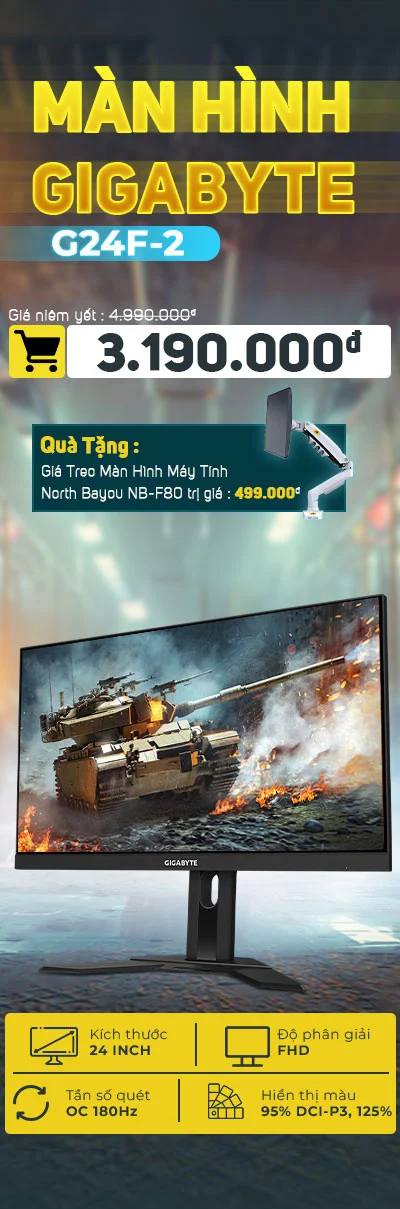 MÀN HÌNH
GIGABYTE
G24F-2
Giá niêm yết : 4.990.000đ
3.190.000đ
Quà Tặng :
Giá Treo Màn Hình Máy Tính
North Bayou NB-F80 trị giá : 499.000đ
GIGABYTE
Kích thước
24 INCH
Độ phân giải
FHD
Tần số quét
OC 180Hz
Hiển thị màu
95% DCI-P3, 125%